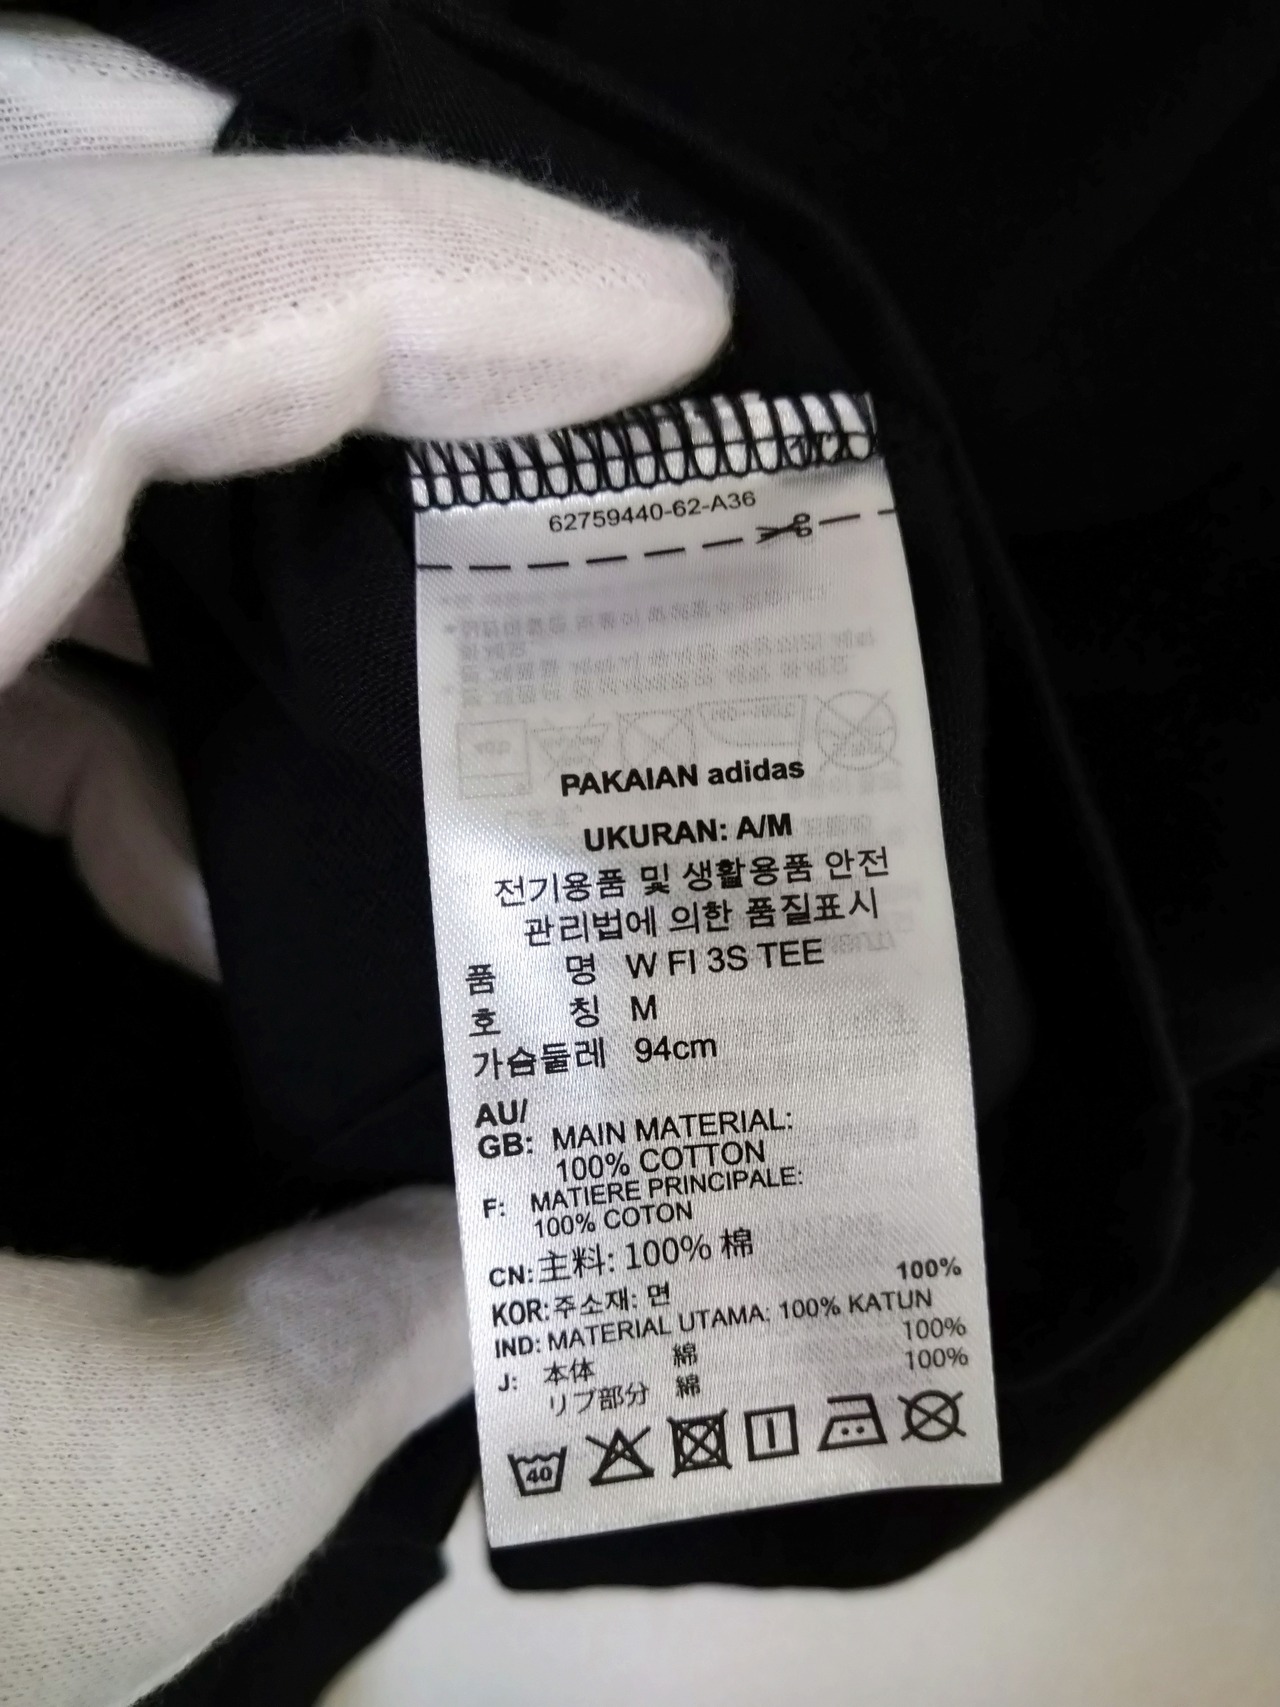 62759440-62-A36
PAKAIAN adidas
UKURAN: A/M
전기용품 및 생활용품 안전
관리법에 의한 품질표시
품 명 W FI 3S TEE
호 칭 M
가슴둘레 94cm
AU/
GB: MAIN MATERIAL:
100% COTTON
F: MATIERE PRINCIPALE:
100% COTON
CN: 主料: 100% 棉
KOR: 주소재: 면 100%
IND: MATERIAL UTAMA: 100% KATUN
J: 本体 綿 100%
リブ部分 綿 100%
40